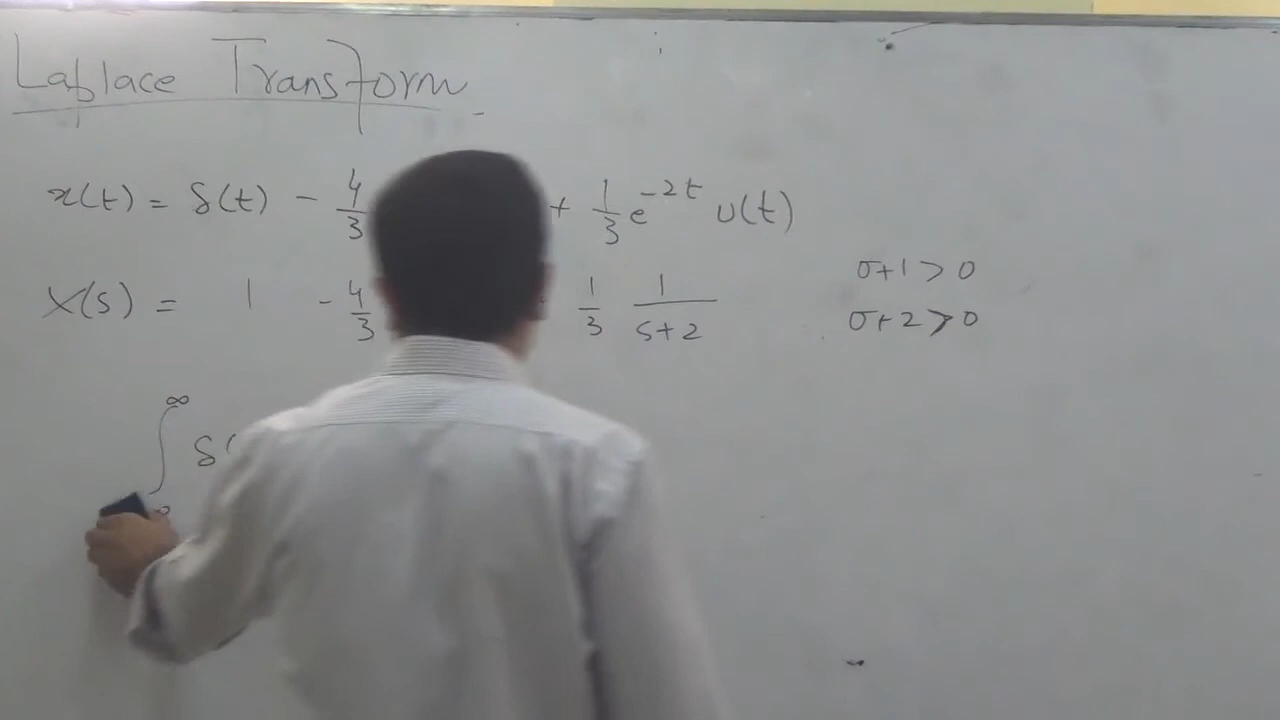 Laplace Transform
x(t) = δ(t) - 4/3 + 1/3 e^-2t u(t)
X(s) = 1 - 4/3 1/3 1/(s+2)
σ+1 > 0
σ+2 > 0
∫ ∞ δ(